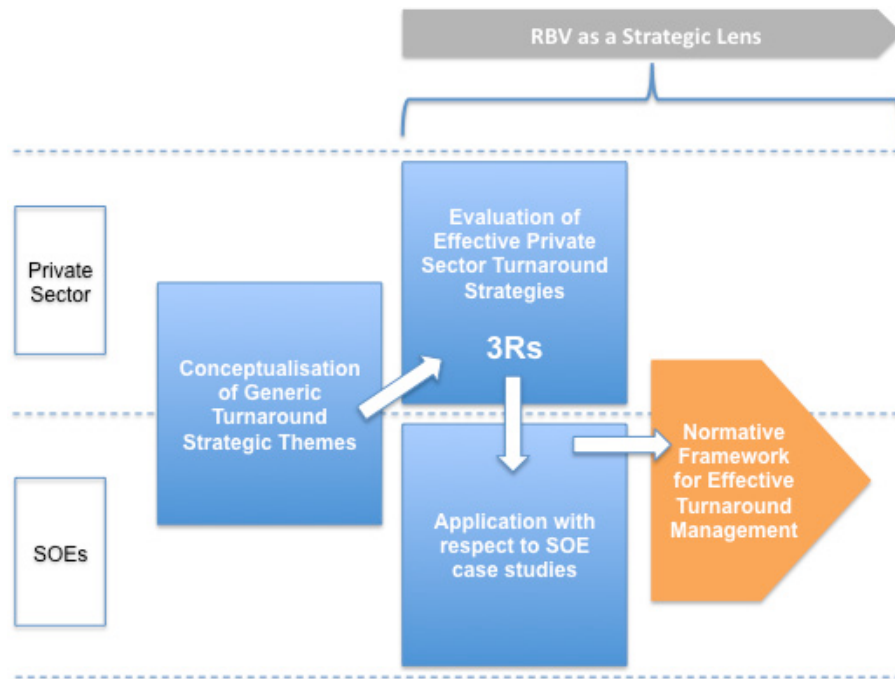 RBV as a Strategic Lens
Private
Sector
Evaluation of
Effective Private
Sector Turnaround
Strategies
3Rs
Conceptualisation
of Generic
Turnaround
Strategic Themes
Normative
Framework
for Effective
Turnaround
Management
SOEs
Application with
respect to SOE
case studies